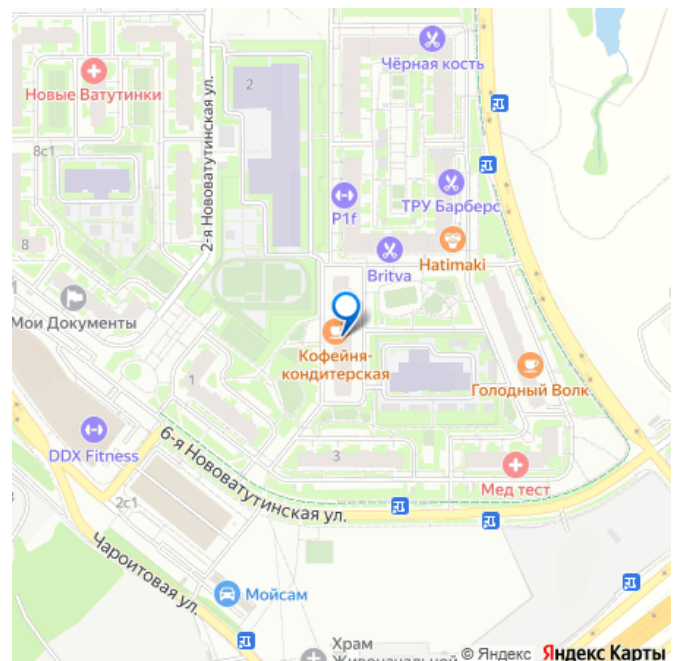 Чёрная кость
2
Новые Ватутинки
2-я Нововатутинская ул.
8с1
P1f
ТРУ Барберс
8
Britva
Hatimaki
1
Мои Документы
Кофейня-
кондитерская
Голодный Волк
1
DDX Fitness
3
6-я Нововатутинская ул.
Мед тест
2с1
Чароитовая ул.
Мойсам
Храм
© Яндекс Яндекс Карты